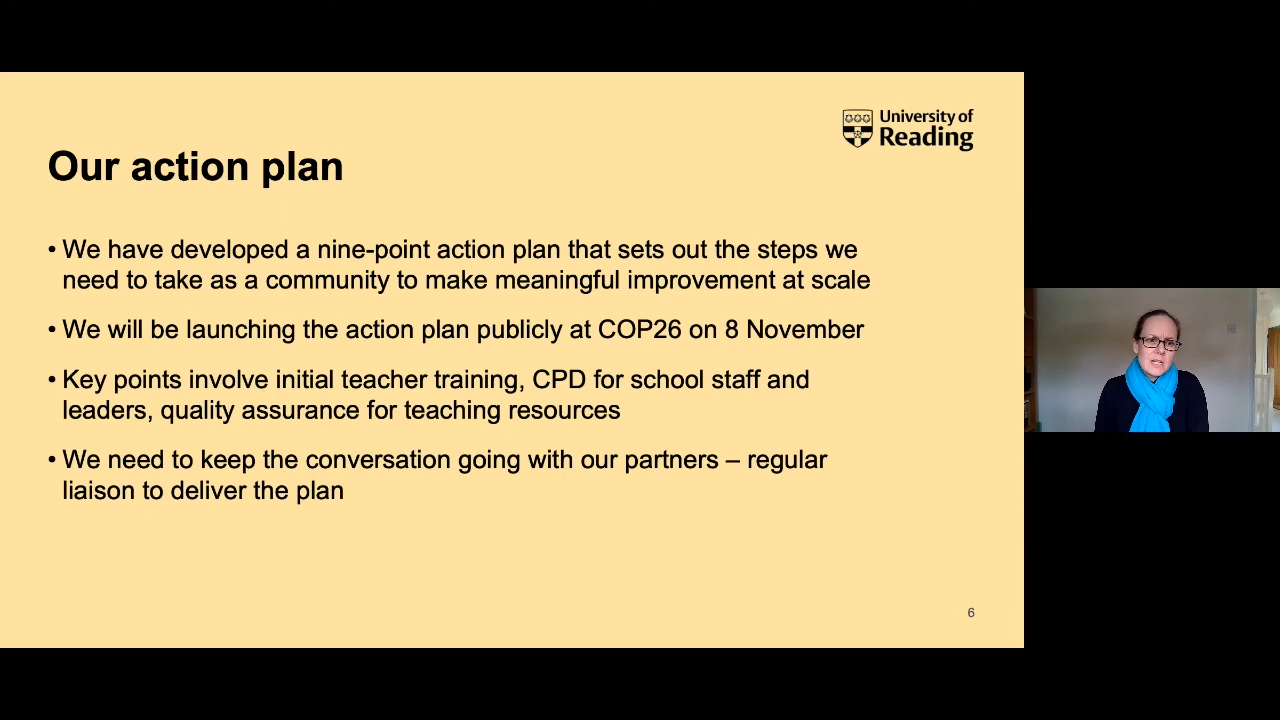 University of
Reading
Our action plan
• We have developed a nine-point action plan that sets out the steps we
need to take as a community to make meaningful improvement at scale
• We will be launching the action plan publicly at COP26 on 8 November
• Key points involve initial teacher training, CPD for school staff and
leaders, quality assurance for teaching resources
• We need to keep the conversation going with our partners – regular
liaison to deliver the plan
6